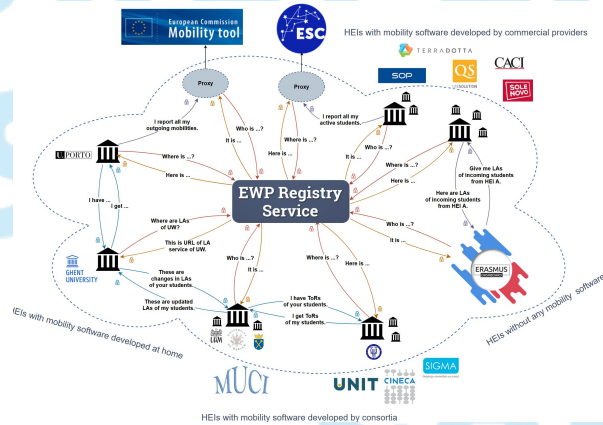 European Commission
Mobility tool
ESC
HEIs with mobility software developed by commercial providers
TERRADOTTA
SOP
QS
CACI
SOLE
NOVO
Proxy
Proxy
I report all my
outgoing mobilities.
Who is ...?
It is ...
Where is ...?
Here is ...
I report all my
active students.
It is ...
Who is ...?
U.PORTO
Where is ...?
Here is ...
Where is ...?
Here is ...
Give me LAs
of incoming students
from HEI A.
Here are LAs
of incoming students
from HEI A.
EWP Registry
Service
I have ...
I get ...
Where are LAs
of UW?
This is URL of LA
service of UW.
Who is ...?
It is ...
GHENT
UNIVERSITY
These are
changes in LAs
of your students.
These are updated
LAs of my students.
Who is ...?
It is ...
Where is ...?
Here is ...
I have ToRs
of your students.
I get ToRs
of my students.
ERASMUS
HEIs with mobility software developed at home
HEIs without any mobility software
LGM
MUCI
UNIT
CINECA
SIGMA
HEIs with mobility software developed by consortia